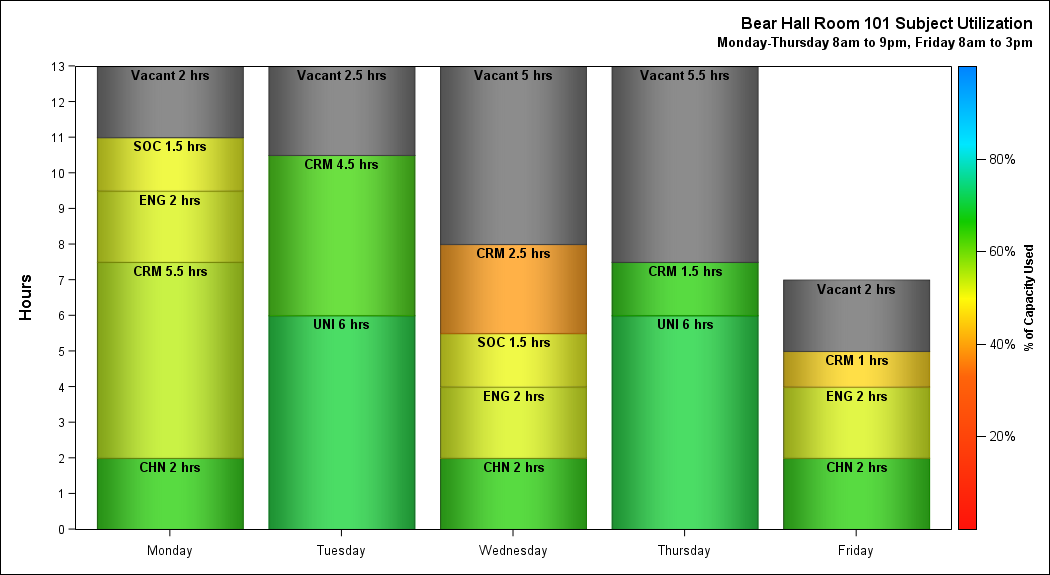 Bear Hall Room 101 Subject Utilization
Monday-Thursday 8am to 9pm, Friday 8am to 3pm
Hours
13
12
11
10
9
8
7
6
5
4
3
2
1
0
Vacant 2 hrs
SOC 1.5 hrs
ENG 2 hrs
CRM 5.5 hrs
CHN 2 hrs
Monday
Vacant 2.5 hrs
CRM 4.5 hrs
UNI 6 hrs
Tuesday
Vacant 5 hrs
CRM 2.5 hrs
SOC 1.5 hrs
ENG 2 hrs
CHN 2 hrs
Wednesday
Vacant 5.5 hrs
CRM 1.5 hrs
UNI 6 hrs
Thursday
Vacant 2 hrs
CRM 1 hrs
ENG 2 hrs
CHN 2 hrs
Friday
80%
60%
40%
20%
% of Capacity Used